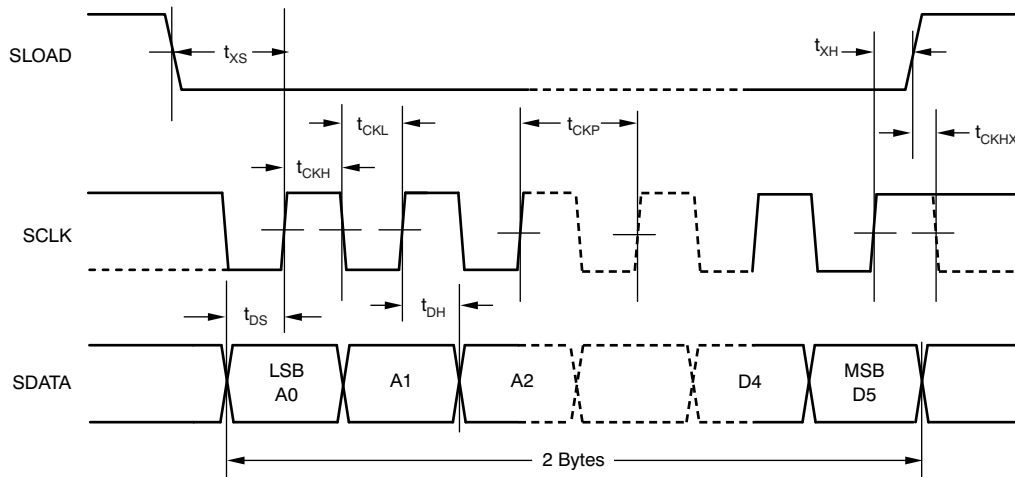 SLOAD
tXS
tXH
tCKL
tCKP
tCKHX
tCKH
SCLK
tDS
tDH
SDATA
LSB
A0
A1
A2
D4
MSB
D5
2 Bytes